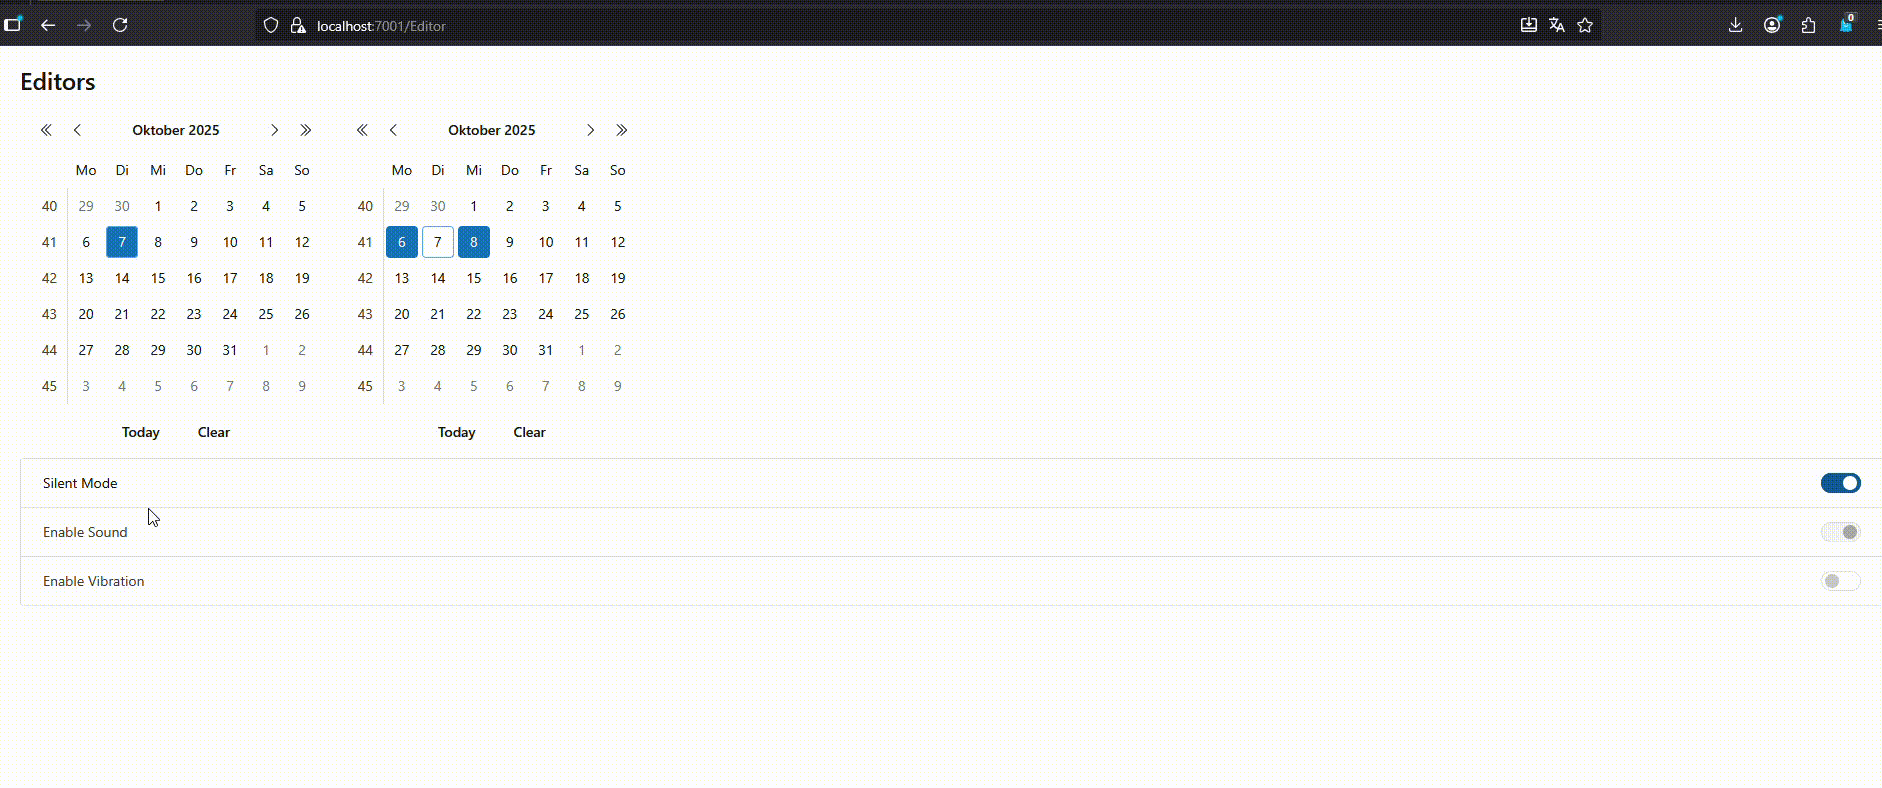 localhost:7001/Editor
0
Editors
Oktober 2025
Mo Di Mi Do Fr Sa So
40 29 30 1 2 3 4 5
41 6 7 8 9 10 11 12
42 13 14 15 16 17 18 19
43 20 21 22 23 24 25 26
44 27 28 29 30 31 1 2
45 3 4 5 6 7 8 9
Today Clear
Oktober 2025
Mo Di Mi Do Fr Sa So
40 29 30 1 2 3 4 5
41 6 7 8 9 10 11 12
42 13 14 15 16 17 18 19
43 20 21 22 23 24 25 26
44 27 28 29 30 31 1 2
45 3 4 5 6 7 8 9
Today Clear
Silent Mode
Enable Sound
Enable Vibration